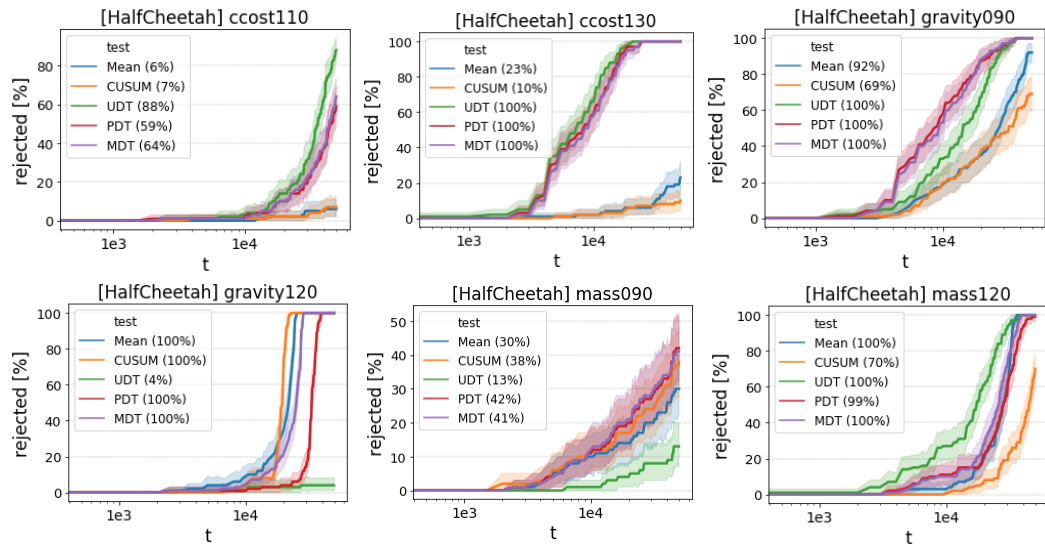 [HalfCheetah] ccost110
rejected [%]
80
60
40
20
0
test
Mean (6%)
CUSUM (7%)
UDT (88%)
PDT (59%)
MDT (64%)
1e3
1e4
t
[HalfCheetah] ccost130
rejected [%]
100
80
60
40
20
0
test
Mean (23%)
CUSUM (10%)
UDT (100%)
PDT (100%)
MDT (100%)
1e3
1e4
t
[HalfCheetah] gravity090
rejected [%]
100
80
60
40
20
0
test
Mean (92%)
CUSUM (69%)
UDT (100%)
PDT (100%)
MDT (100%)
1e3
1e4
t
[HalfCheetah] gravity120
rejected [%]
100
80
60
40
20
0
test
Mean (100%)
CUSUM (100%)
UDT (4%)
PDT (100%)
MDT (100%)
1e3
1e4
t
[HalfCheetah] mass090
rejected [%]
50
40
30
20
10
0
test
Mean (30%)
CUSUM (38%)
UDT (13%)
PDT (42%)
MDT (41%)
1e3
1e4
t
[HalfCheetah] mass120
rejected [%]
100
80
60
40
20
0
test
Mean (100%)
CUSUM (70%)
UDT (100%)
PDT (99%)
MDT (100%)
1e3
1e4
t